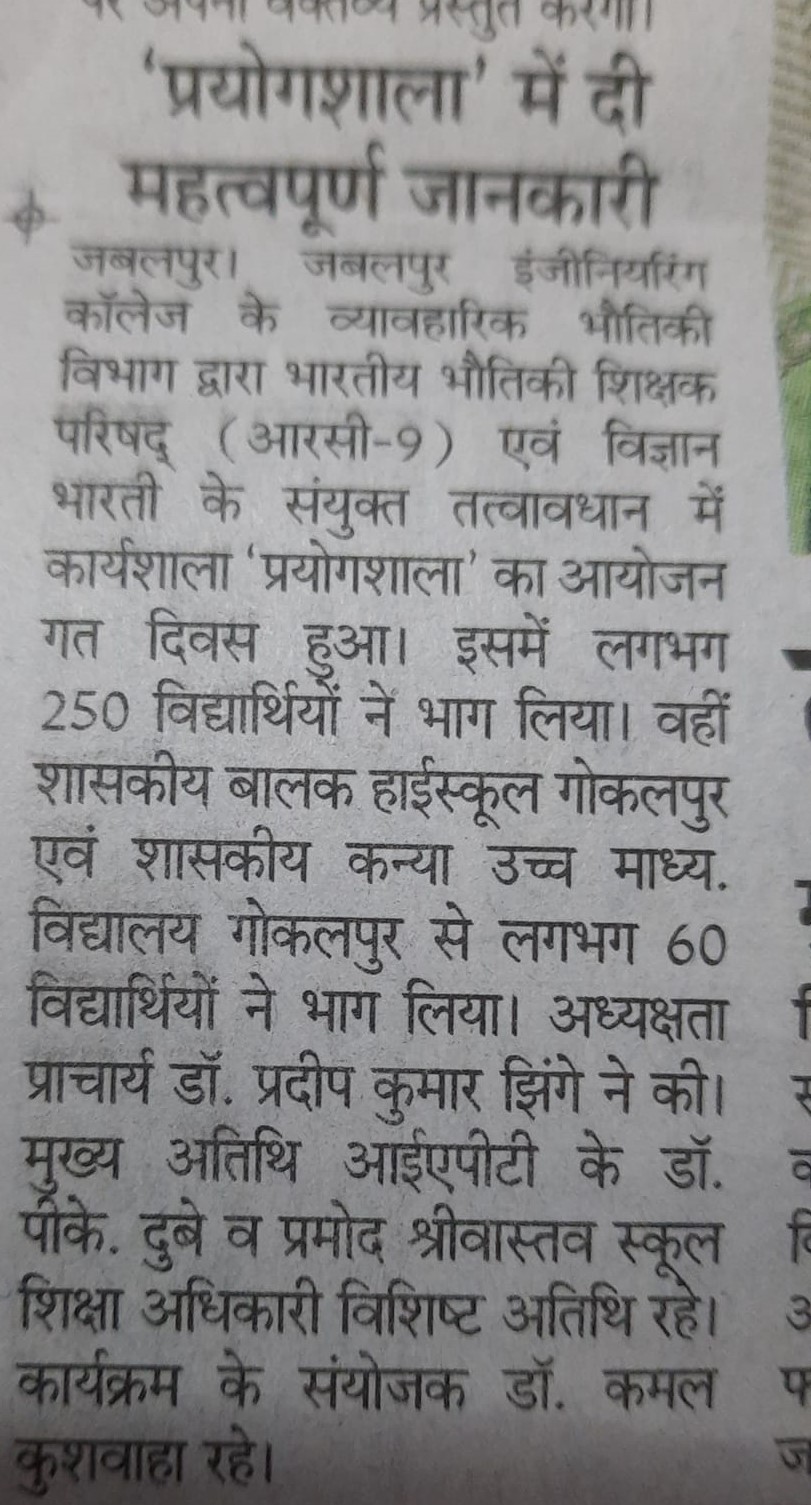 पर अपना वक्तव्य प्रस्तुत करेगा।
‘प्रयोगशाला’ में दी
महत्वपूर्ण जानकारी
जबलपुर। जबलपुर इंजीनियरिंग
कॉलेज के व्यावहारिक भौतिकी
विभाग द्वारा भारतीय भौतिकी शिक्षक
परिषद् (आरसी-9) एवं विज्ञान
भारती के संयुक्त तत्वावधान में
कार्यशाला ‘प्रयोगशाला’ का आयोजन
गत दिवस हुआ। इसमें लगभग
250 विद्यार्थियों ने भाग लिया। वहीं
शासकीय बालक हाईस्कूल गोकलपुर
एवं शासकीय कन्या उच्च माध्य.
विद्यालय गोकलपुर से लगभग 60
विद्यार्थियों ने भाग लिया। अध्यक्षता
प्राचार्य डॉ. प्रदीप कुमार झिंगे ने की।
मुख्य अतिथि आईएपीटी के डॉ.
पीके. दुबे व प्रमोद श्रीवास्तव स्कूल
शिक्षा अधिकारी विशिष्ट अतिथि रहे।
कार्यक्रम के संयोजक डॉ. कमल
कुशवाहा रहे।